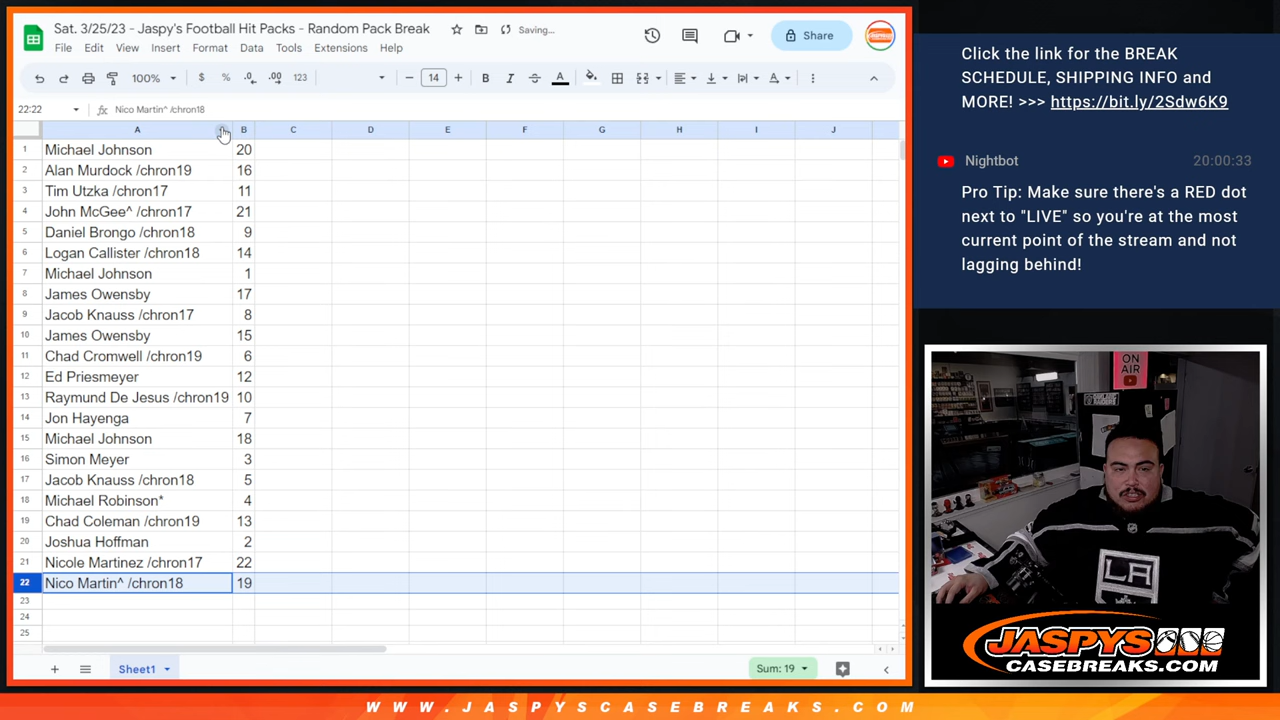 Sat. 3/25/23 - Jaspy's Football Hit Packs - Random Pack Break
Saving...
Share
File Edit View Insert Format Data Tools Extensions Help
100% $ % .0 .00 123 14 B I A
22:22 fx Nico Martin^ /chron18
A B C D E F G H I J
1 Michael Johnson 20
2 Alan Murdock /chron19 16
3 Tim Utzka /chron17 11
4 John McGee^ /chron17 21
5 Daniel Brongo /chron18 9
6 Logan Callister /chron18 14
7 Michael Johnson 1
8 James Owensby 17
9 Jacob Knauss /chron17 8
10 James Owensby 15
11 Chad Cromwell /chron19 6
12 Ed Priesmeyer 12
13 Raymund De Jesus /chron19 10
14 Jon Hayenga 7
15 Michael Johnson 18
16 Simon Meyer 3
17 Jacob Knauss /chron18 5
18 Michael Robinson* 4
19 Chad Coleman /chron19 13
20 Joshua Hoffman 2
21 Nicole Martinez /chron17 22
22 Nico Martin^ /chron18 19
23
24
25
Sheet1
Sum: 19
Click the link for the BREAK
SCHEDULE, SHIPPING INFO and
MORE! >>> https://bit.ly/2Sdw6K9
Nightbot 20:00:33
Pro Tip: Make sure there's a RED dot
next to "LIVE" so you're at the most
current point of the stream and not
lagging behind!
ON
AIR
LA
JASPYS
CASEBREAKS.COM
WWW.JASPYSCASEBREAKS.COM